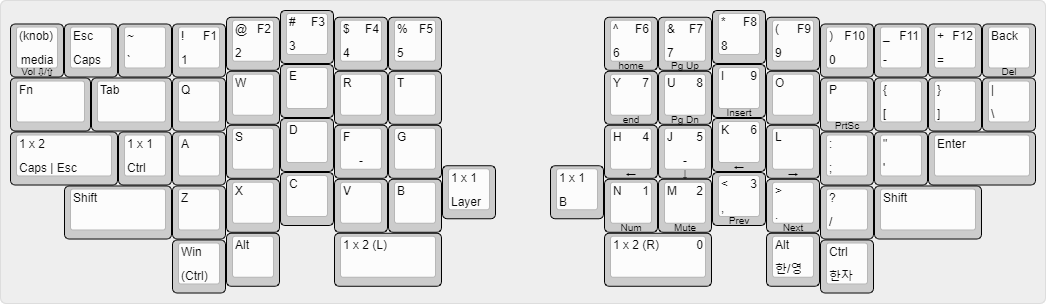 (knob) media Vol 음/상
Esc Caps
~ `
! F1 1
@ F2 2
# F3 3
$ F4 4
% F5 5
^ F6 6 home
& F7 7 Pg Up
* F8 8
( F9 9
) F10 0
_ F11 -
+ F12 =
Back Del
Fn
Tab
Q
W
E
R
T
Y 7 end
U 8 Pg Dn
I 9 Insert
O
P PrtSc
{ [
} ]
| \
1 x 2 Caps | Esc
1 x 1 Ctrl
A
S
D
F -
G
H 4 ←
J 5 - ↓
K 6 ←
L →
: ;
" '
Enter
Shift
Z
X
C
V
B
1 x 1 Layer
1 x 1 B
N 1 Num
M 2 Mute
< 3 , Prev
> . Next
? /
Shift
Win (Ctrl)
Alt
1 x 2 (L)
1 x 2 (R) 0
Alt 한/영
Ctrl 한자